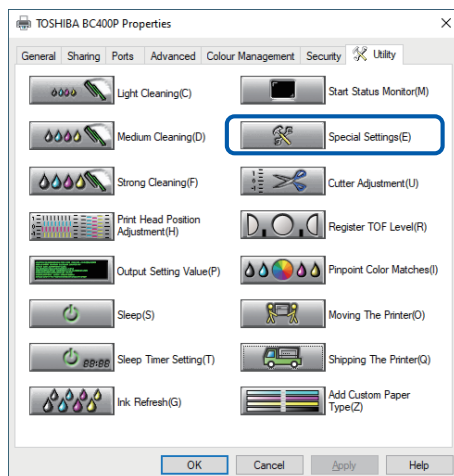 TOSHIBA BC400P Properties
General Sharing Ports Advanced Colour Management Security Utility
Light Cleaning(C)
Start Status Monitor(M)
Medium Cleaning(D)
Special Settings(E)
Strong Cleaning(F)
Cutter Adjustment(U)
Print Head Position
Adjustment(H)
Register TOF Level(R)
Output Setting Value(P)
Pinpoint Color Matches(I)
Sleep(S)
Moving The Printer(O)
Sleep Timer Setting(T)
Shipping The Printer(Q)
Ink Refresh(G)
Add Custom Paper
Type(Z)
OK Cancel Apply Help